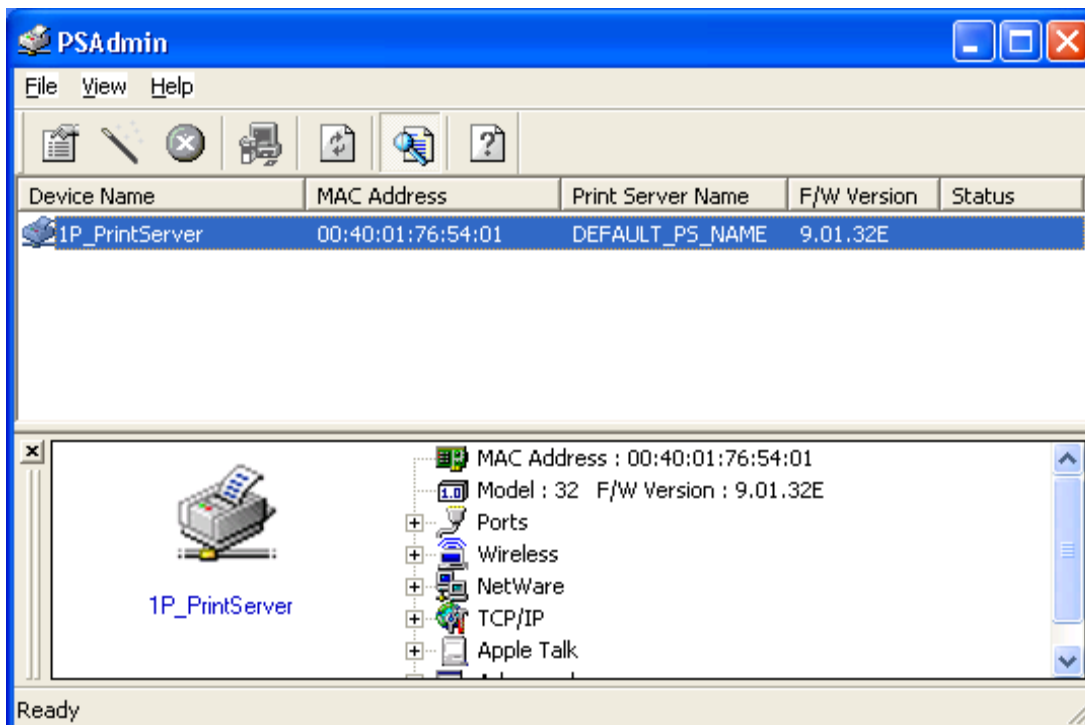 PSAdmin
File View Help
Device Name MAC Address Print Server Name F/W Version Status
1P_PrintServer 00:40:01:76:54:01 DEFAULT_PS_NAME 9.01.32E
1P_PrintServer
MAC Address : 00:40:01:76:54:01
1.0 Model : 32 F/W Version : 9.01.32E
Ports
Wireless
NetWare
TCP/IP
Apple Talk
Ready